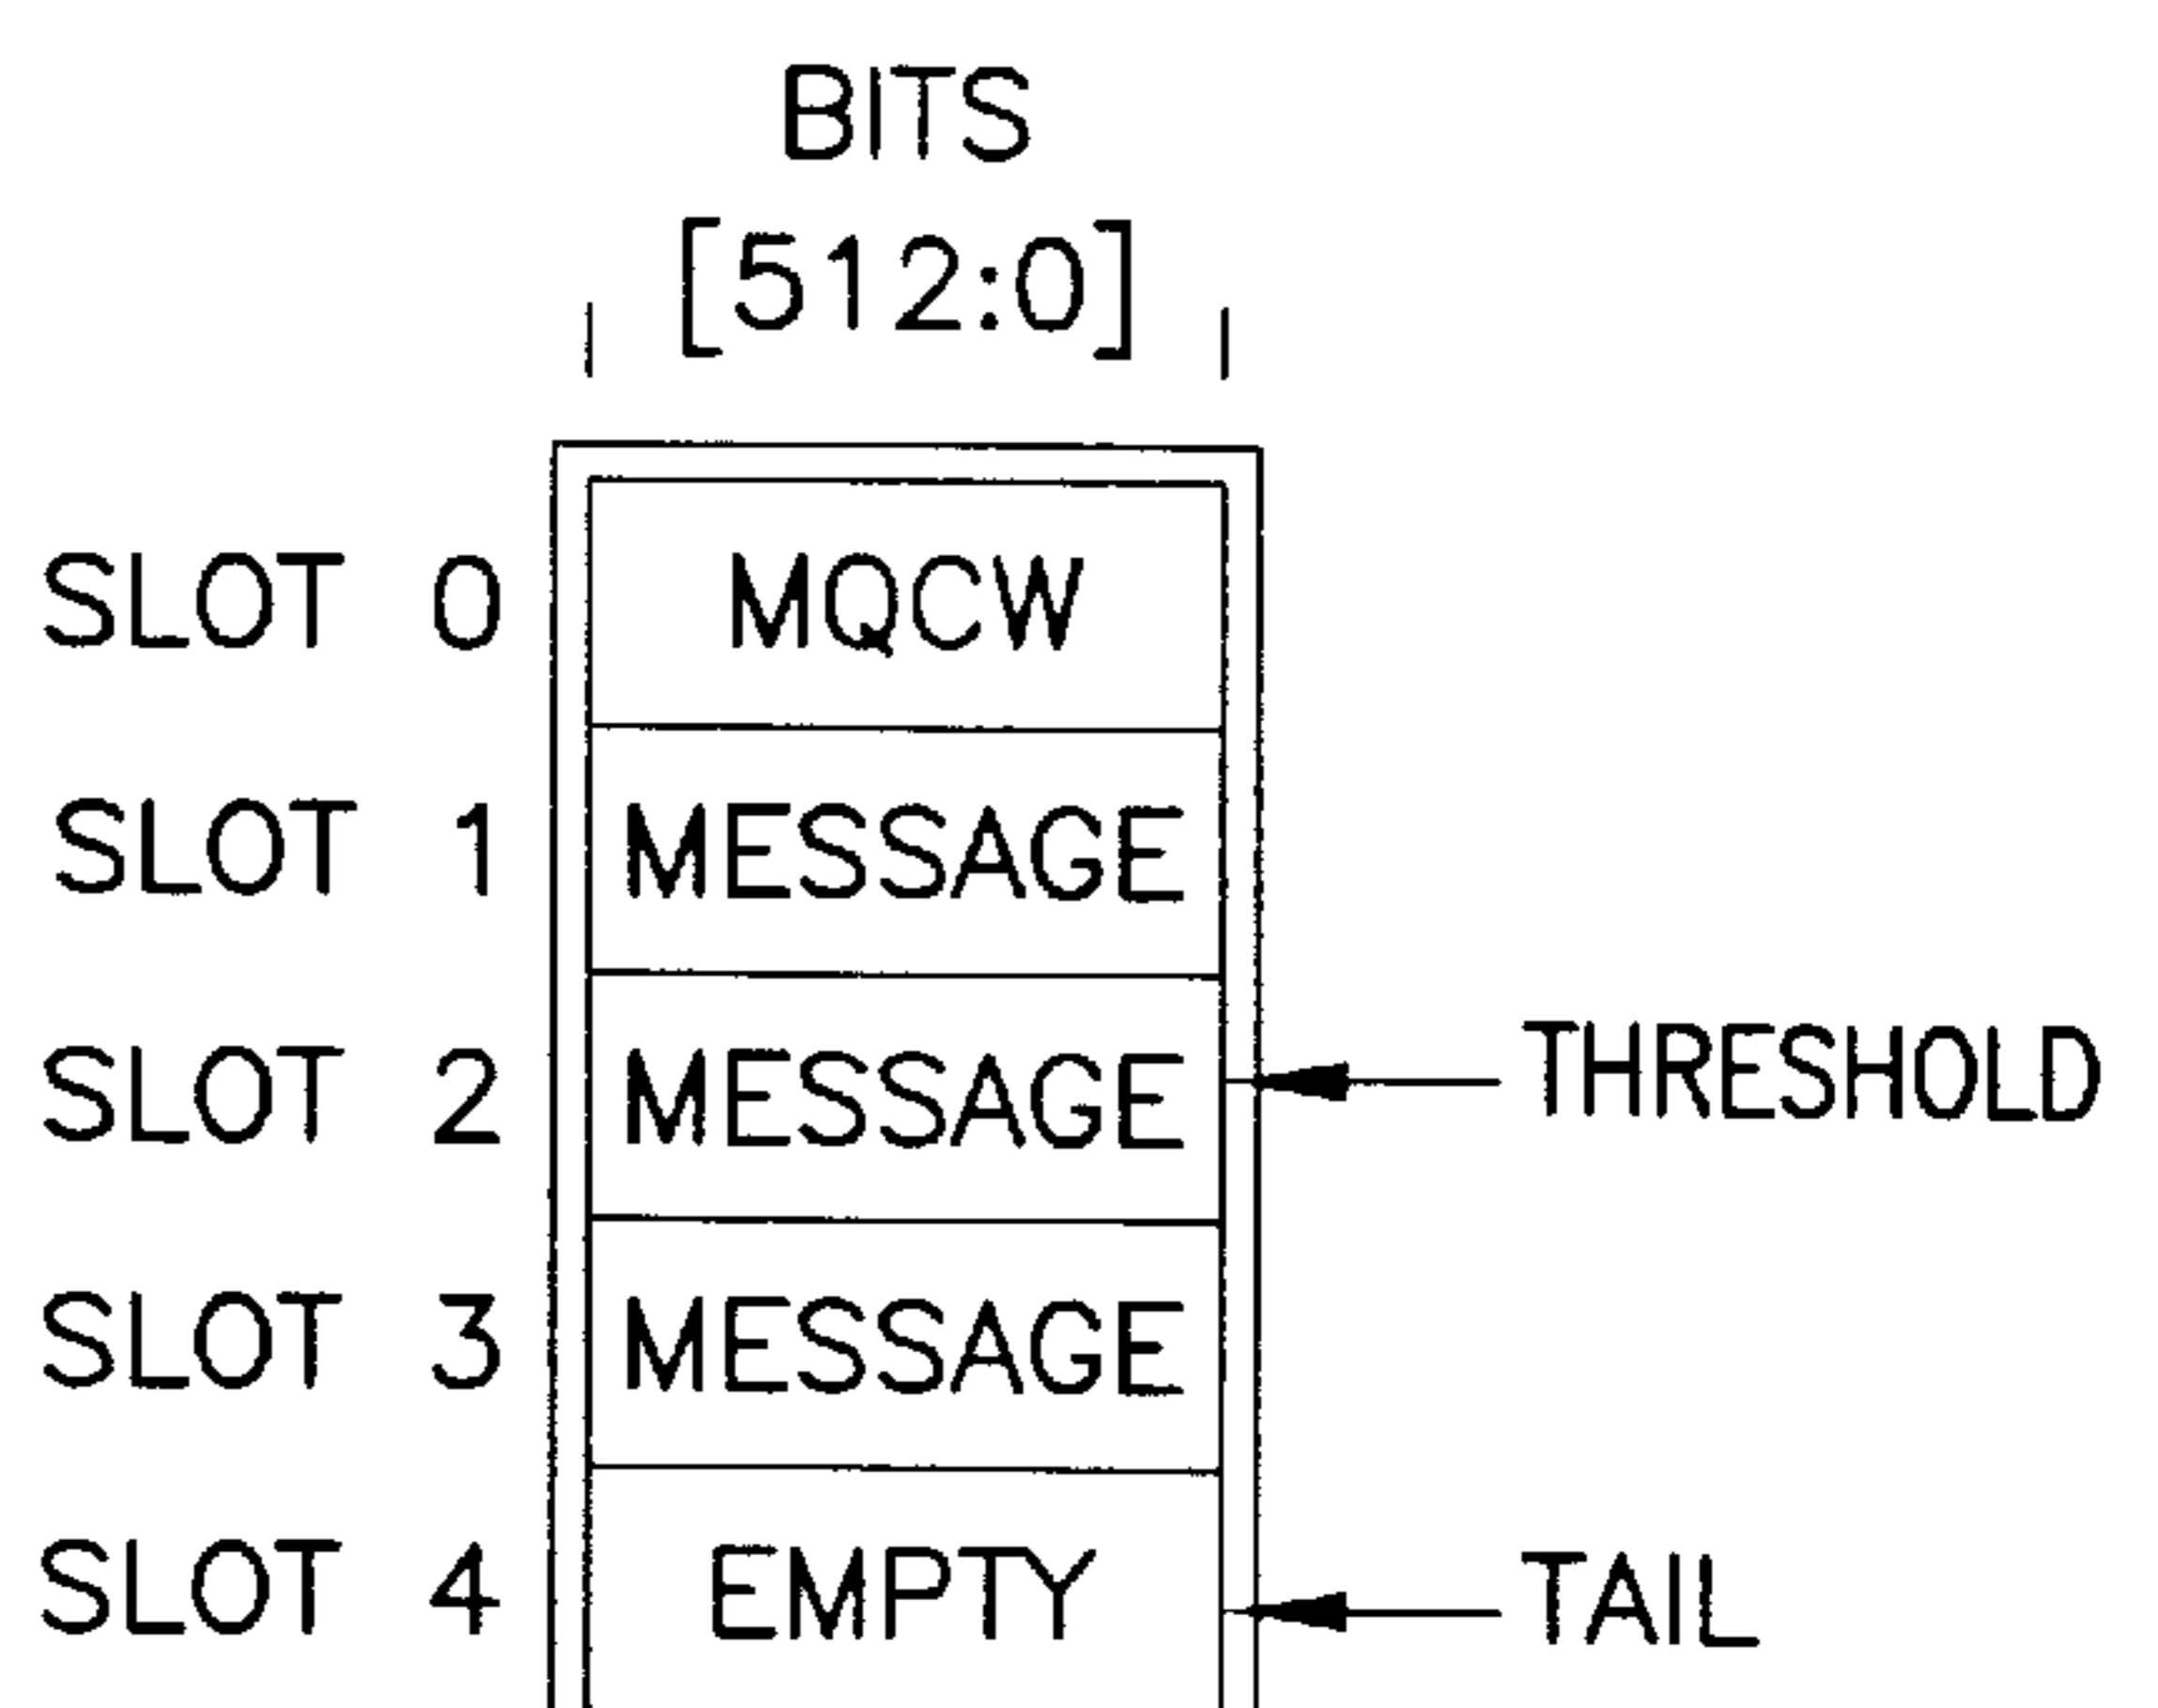 BITS
[512:0]
SLOT 0 MQCW
SLOT 1 MESSAGE
SLOT 2 MESSAGE THRESHOLD
SLOT 3 MESSAGE
SLOT 4 EMPTY TAIL